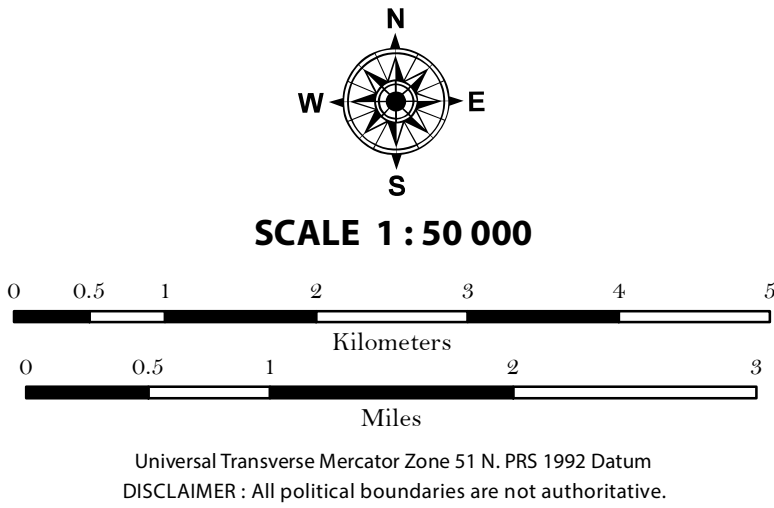 N
W E
S
SCALE 1 : 50 000
0 0.5 1 2 3 4 5
Kilometers
0 0.5 1 2 3
Miles
Universal Transverse Mercator Zone 51 N. PRS 1992 Datum
DISCLAIMER : All political boundaries are not authoritative.